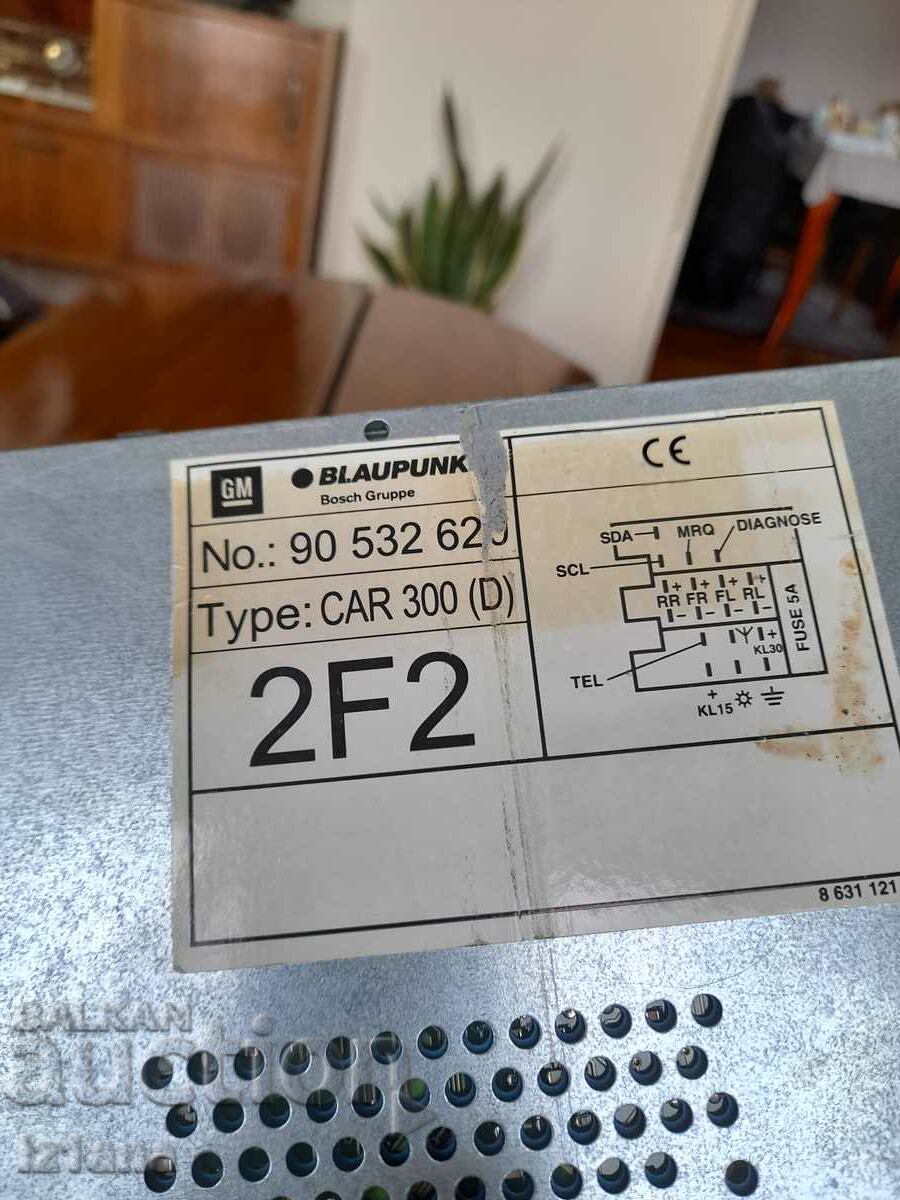 GM
BLAUPUNK
Bosch Gruppe
CE
No.: 90 532 62
Type: CAR 300 (D)
2F2
SDA
MRQ
DIAGNOSE
SCL
+ + + +
RR FR FL RL
- - - -
FUSE 5A
+
KL30
TEL
+
KL15
8 631 121
BALKAN
auction
izlama